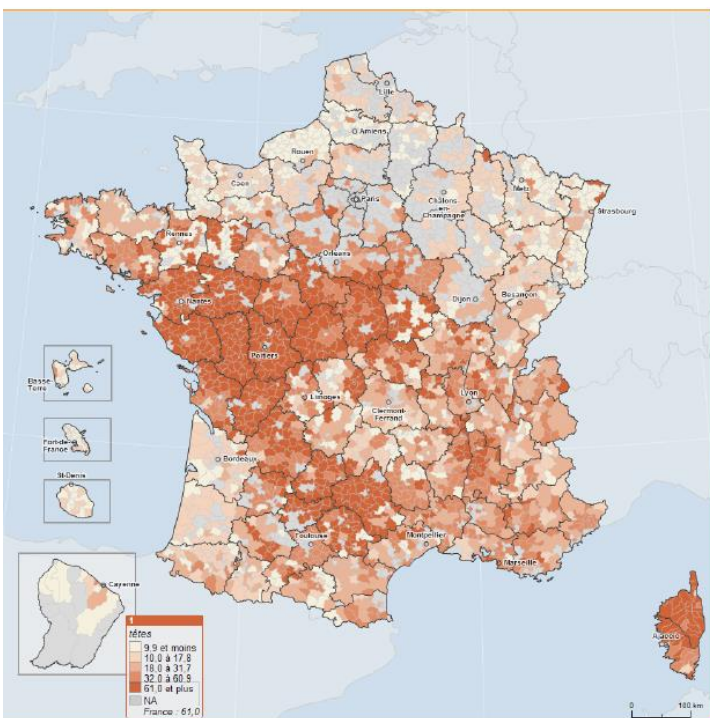 Lille
Amiens
Rouen
Caen
Paris
Metz
Châlons
en
Champagne
Strasbourg
Rennes
Orléans
Nantes
Dijon
Besançon
Poitiers
Basse-
Terre
Limoges
Clermont-
Ferrand
Lyon
Fort-de-
France
Bordeaux
St-Denis
Toulouse
Montpellier
Marseille
Cayenne
Ajaccio
1
têtes
9,9 et moins
10,0 à 17,8
18,0 à 31,7
32,0 à 60,9
61,0 et plus
NA
France : 61,0
0
180 km